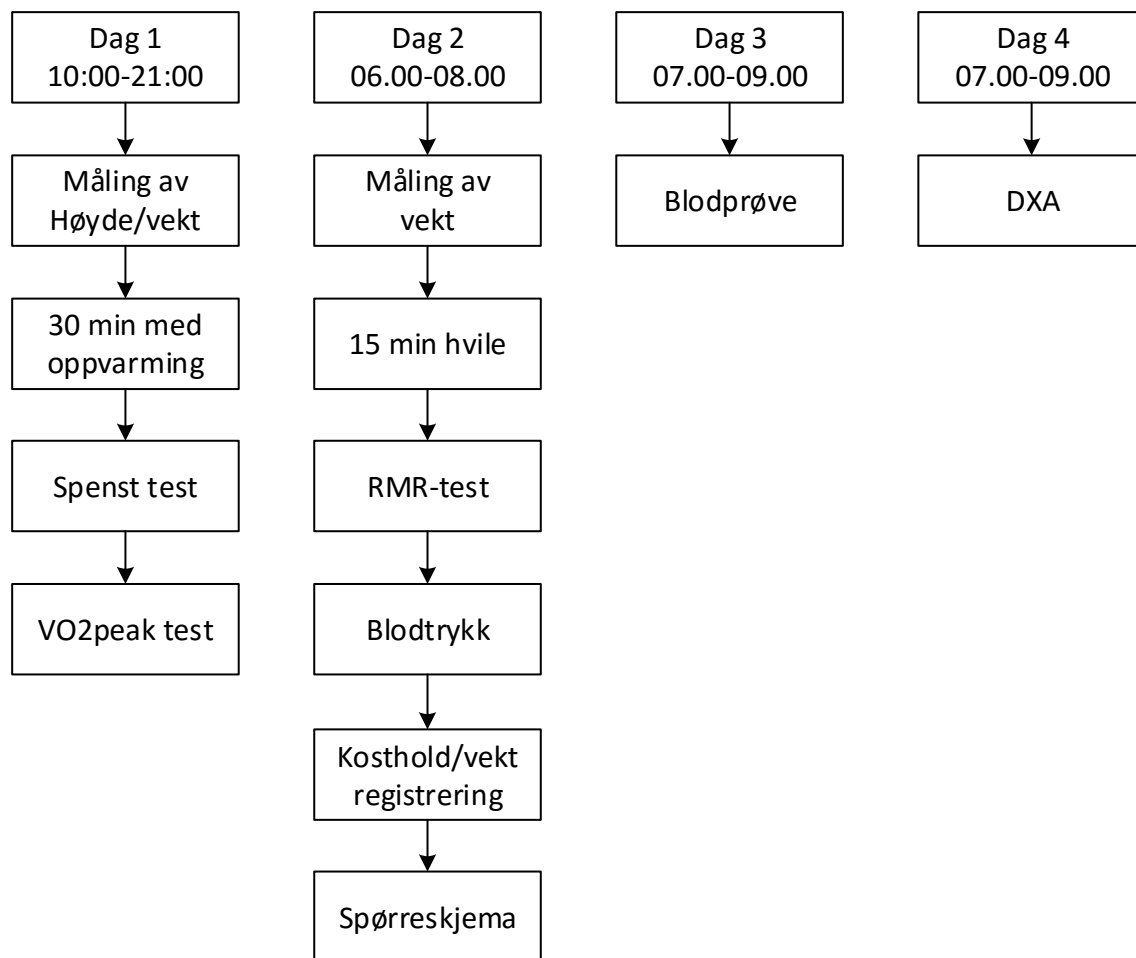 Dag 1
10:00-21:00
Måling av
Høyde/vekt
30 min med
oppvarming
Spenst test
VO2peak test
Dag 2
06.00-08.00
Måling av
vekt
15 min hvile
RMR-test
Blodtrykk
Kosthold/vekt
registrering
Spørreskjema
Dag 3
07.00-09.00
Blodprøve
Dag 4
07.00-09.00
DXA